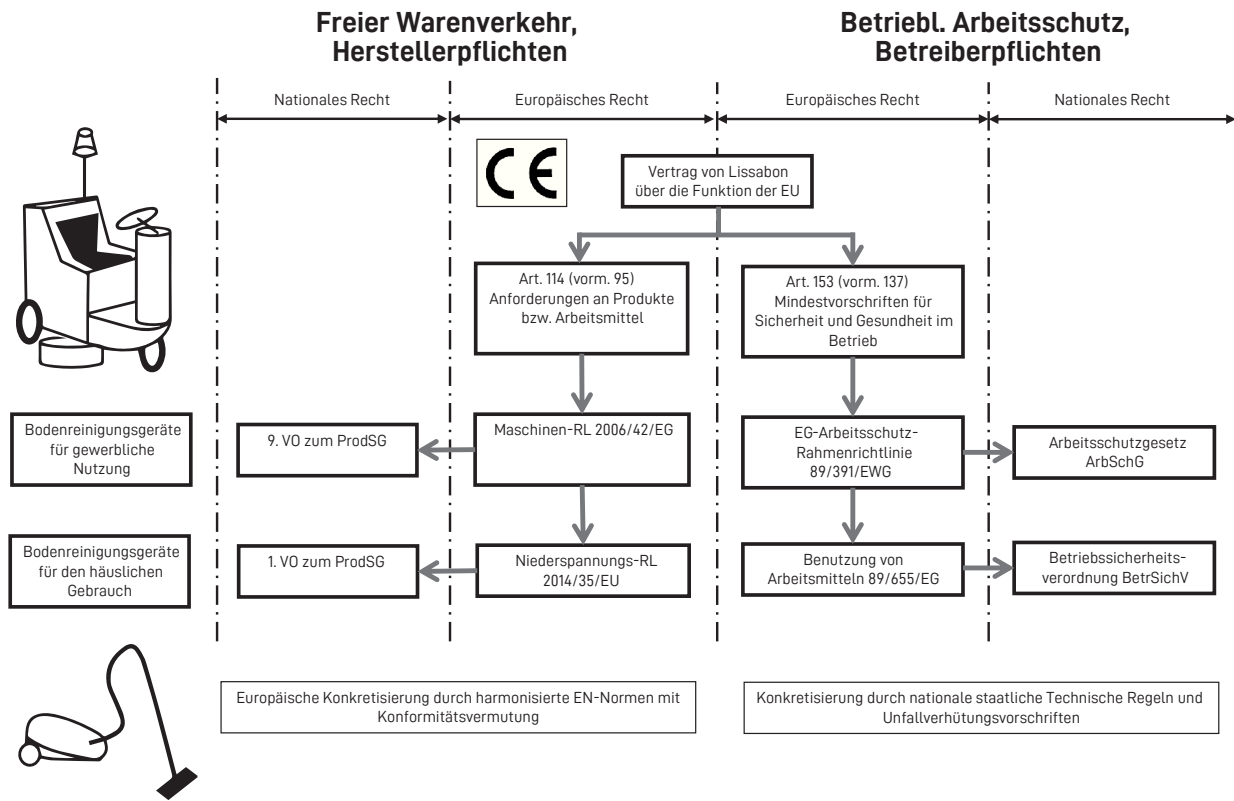 Freier Warenverkehr,
Herstellerpflichten
Betriebl. Arbeitsschutz,
Betreiberpflichten
Nationales Recht
Europäisches Recht
Europäisches Recht
Nationales Recht
CE
Vertrag von Lissabon
über die Funktion der EU
Art. 114 (vorm. 95)
Anforderungen an Produkte
bzw. Arbeitsmittel
Art. 153 (vorm. 137)
Mindestvorschriften für
Sicherheit und Gesundheit im
Betrieb
Bodenreinigungsgeräte
für gewerbliche
Nutzung
9. VO zum ProdSG
Maschinen-RL 2006/42/EG
EG-Arbeitsschutz-
Rahmenrichtlinie
89/391/EWG
Arbeitsschutzgesetz
ArbSchG
Bodenreinigungsgeräte
für den häuslichen
Gebrauch
1. VO zum ProdSG
Niederspannungs-RL
2014/35/EU
Benutzung von
Arbeitsmitteln 89/655/EG
Betriebssicherheits-
verordnung BetrSichV
Europäische Konkretisierung durch harmonisierte EN-Normen mit
Konformitätsvermutung
Konkretisierung durch nationale staatliche Technische Regeln und
Unfallverhütungsvorschriften